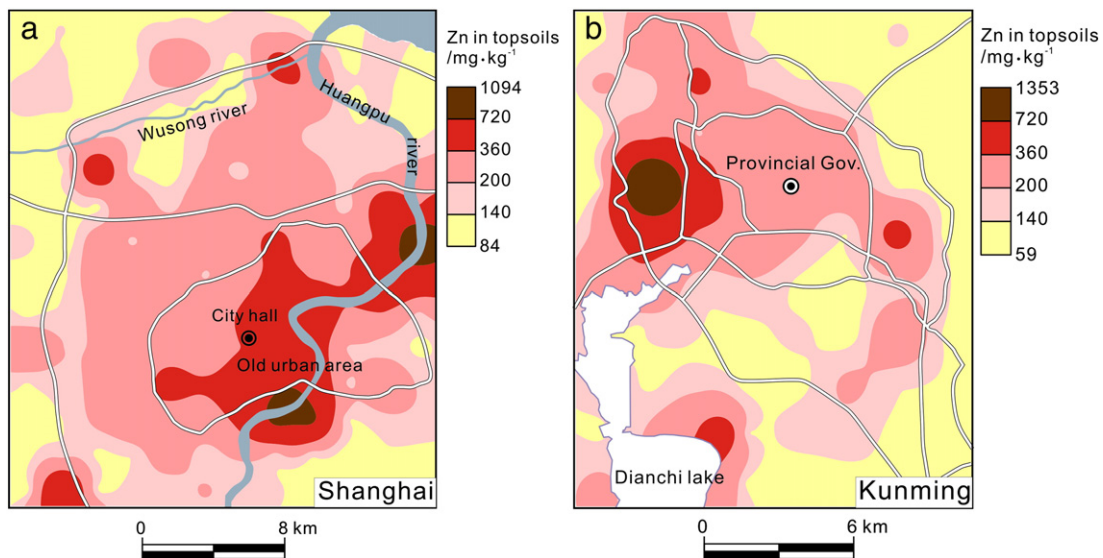 a
Zn in topsoils
/mg·kg⁻¹
1094
720
360
200
140
84
Wusong river
Huangpu
river
City hall
Old urban area
Shanghai
0
8 km
b
Zn in topsoils
/mg·kg⁻¹
1353
720
360
200
140
59
Provincial Gov.
Dianchi lake
Kunming
0
6 km